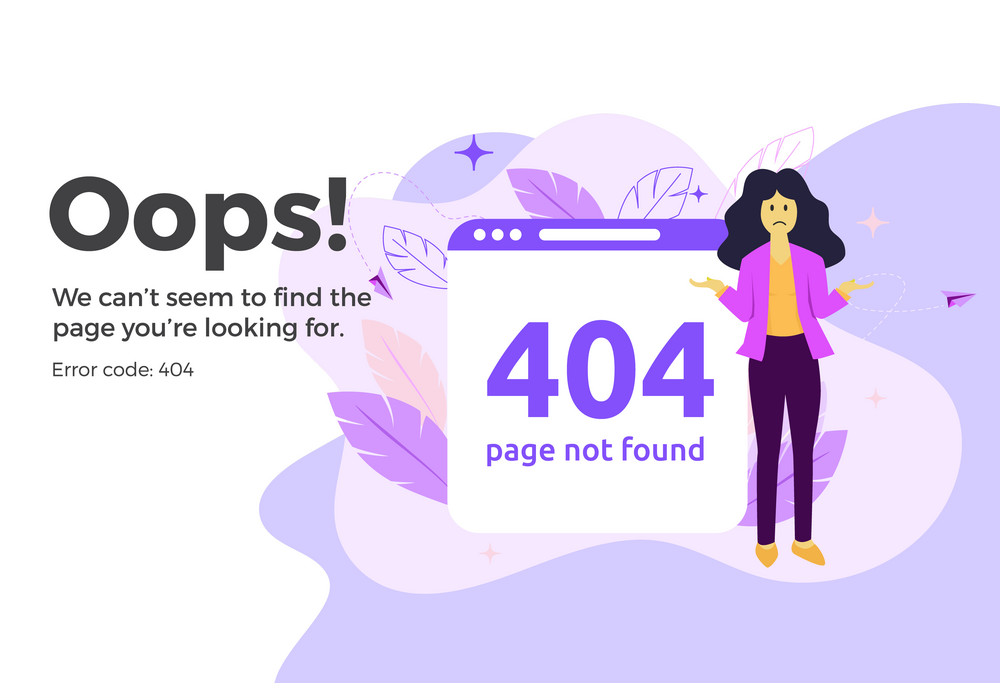 Oops!
We can’t seem to find the
page you’re looking for.
Error code: 404
404
page not found